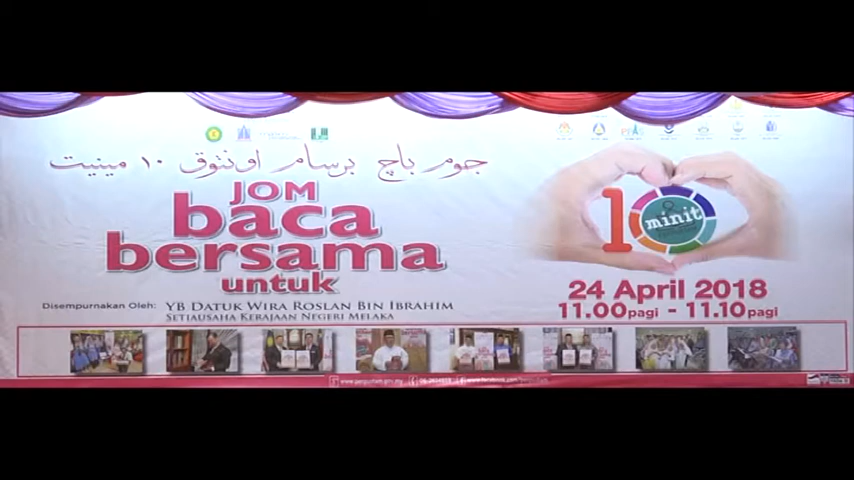 جوم باچ برسام اونتوق ١٠ مينيت
JOM
baca
bersama
untuk
10 minit
Disempurnakan Oleh: YB DATUK WIRA ROSLAN BIN IBRAHIM
SETIAUSAHA KERAJAAN NEGERI MELAKA
24 April 2018
11.00pagi - 11.10pagi